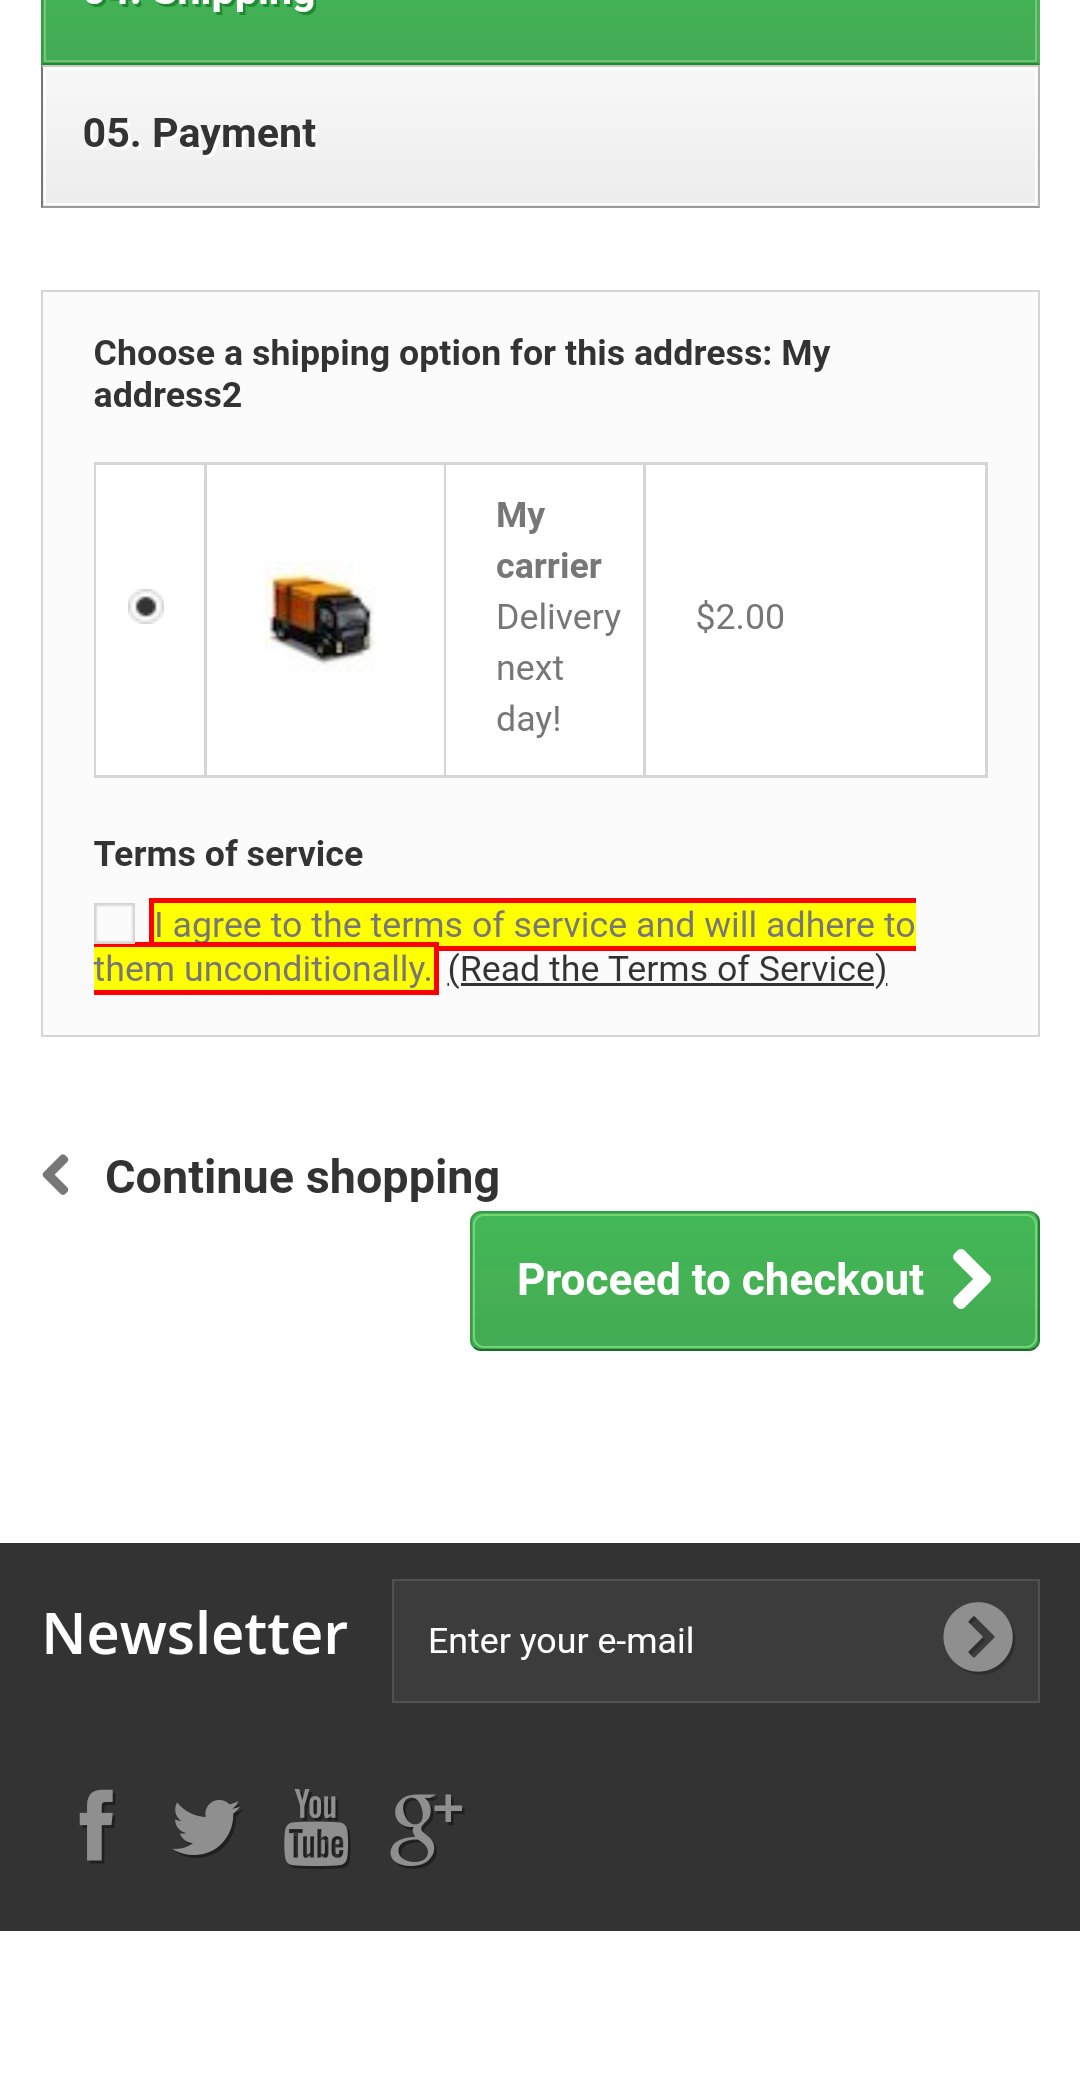 04. Shipping
05. Payment
Choose a shipping option for this address: My
address2
My
carrier
Delivery
next
day!
$2.00
Terms of service
I agree to the terms of service and will adhere to
them unconditionally. (Read the Terms of Service)
Continue shopping
Proceed to checkout
Newsletter
Enter your e-mail
f
You
Tube
g+